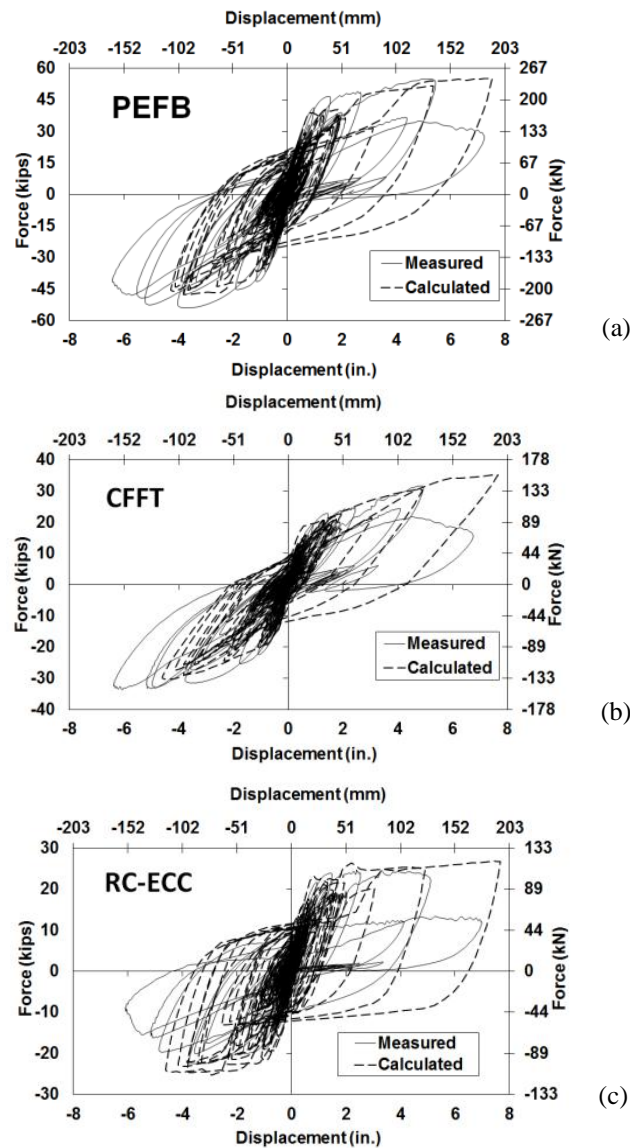 Displacement (mm)
-203 -152 -102 -51 0 51 102 152 203
60 267
45 PEFB 200
30 133
15 67
0 0
-15 -67
-30 -133
-45 -200
-60 -267
Force (kips)
Force (kN)
Measured
Calculated
-8 -6 -4 -2 0 2 4 6 8
Displacement (in.)
(a)
Displacement (mm)
-203 -152 -102 -51 0 51 102 152 203
40 178
30 CFFT 133
20 89
10 44
0 0
-10 -44
-20 -89
-30 -133
-40 -178
Force (kips)
Force (kN)
Measured
Calculated
-8 -6 -4 -2 0 2 4 6 8
Displacement (in.)
(b)
Displacement (mm)
-203 -152 -102 -51 0 51 102 152 203
30 133
20 RC-ECC 89
10 44
0 0
-10 -44
-20 -89
-30 -133
Force (kips)
Force (kN)
Measured
Calculated
-8 -6 -4 -2 0 2 4 6 8
Displacement (in.)
(c)